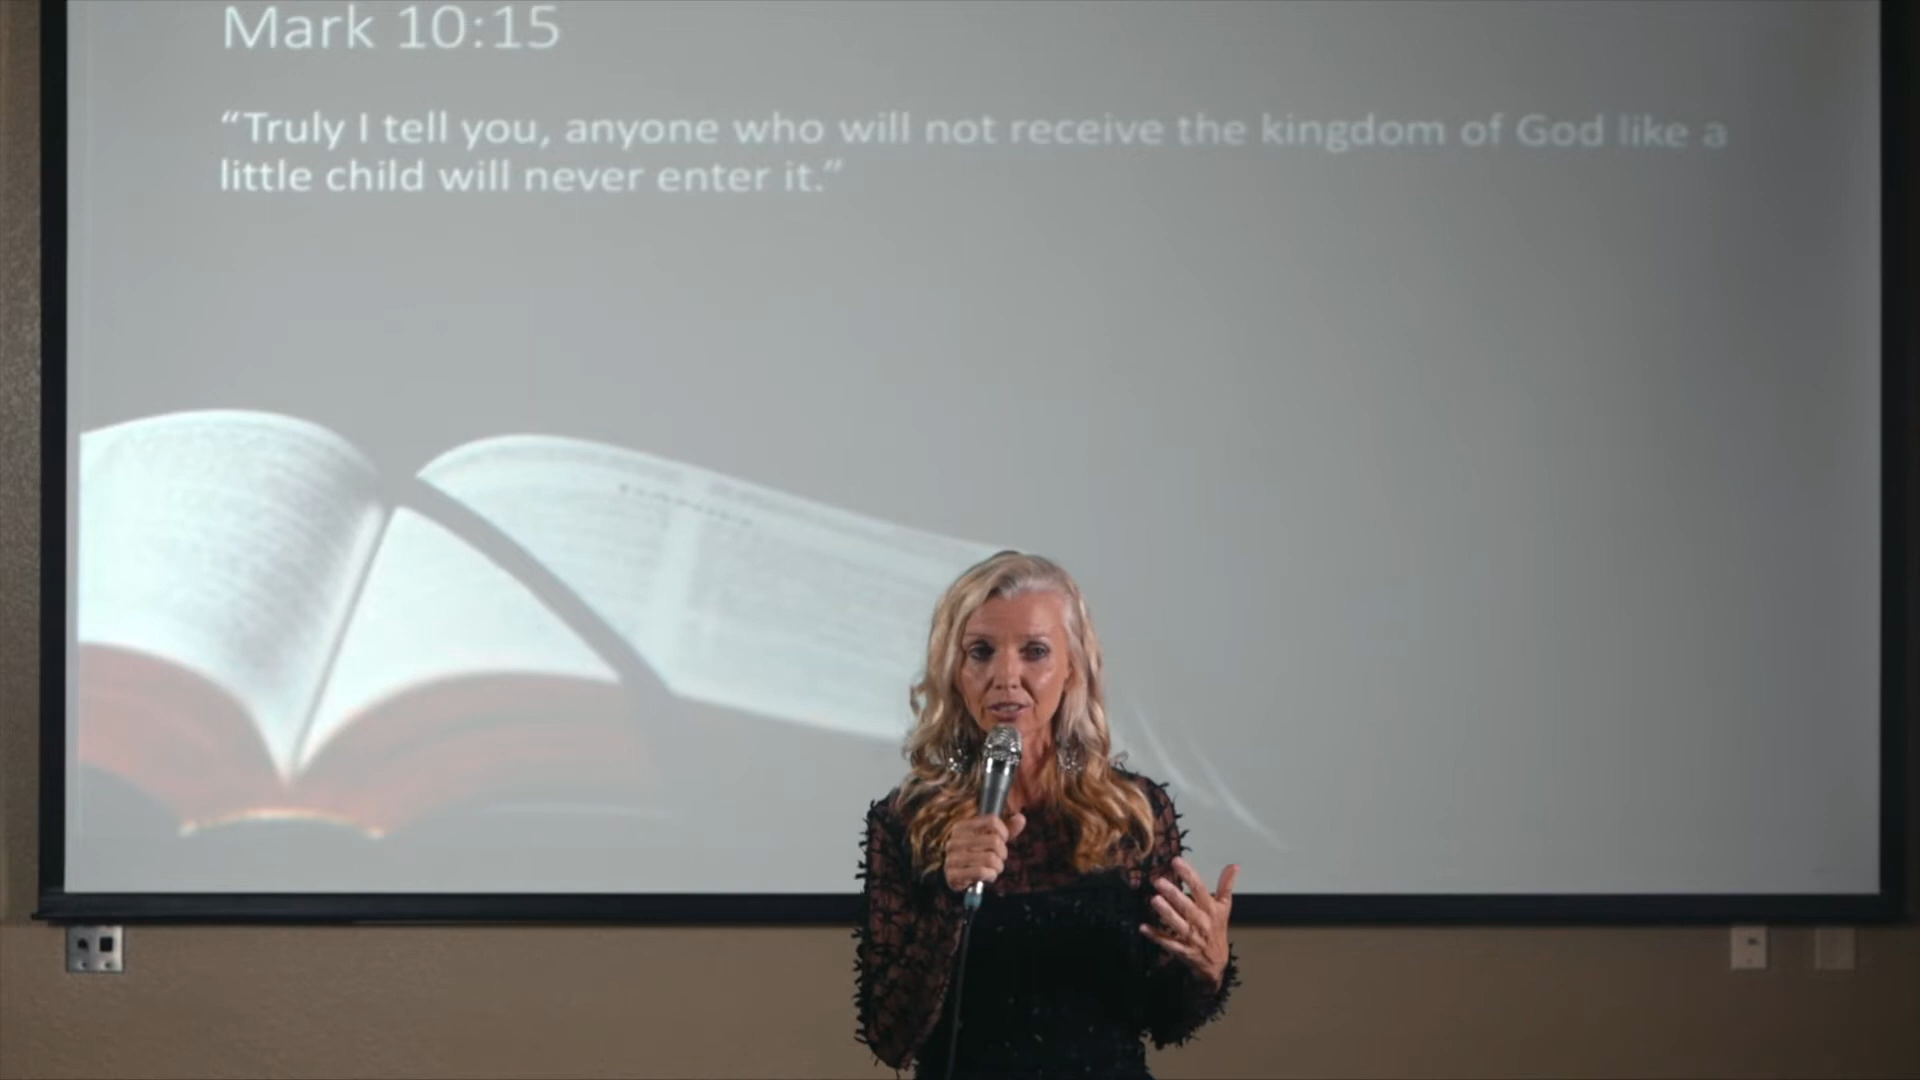 Mark 10:15
“Truly I tell you, anyone who will not receive the kingdom of God like a
little child will never enter it.”